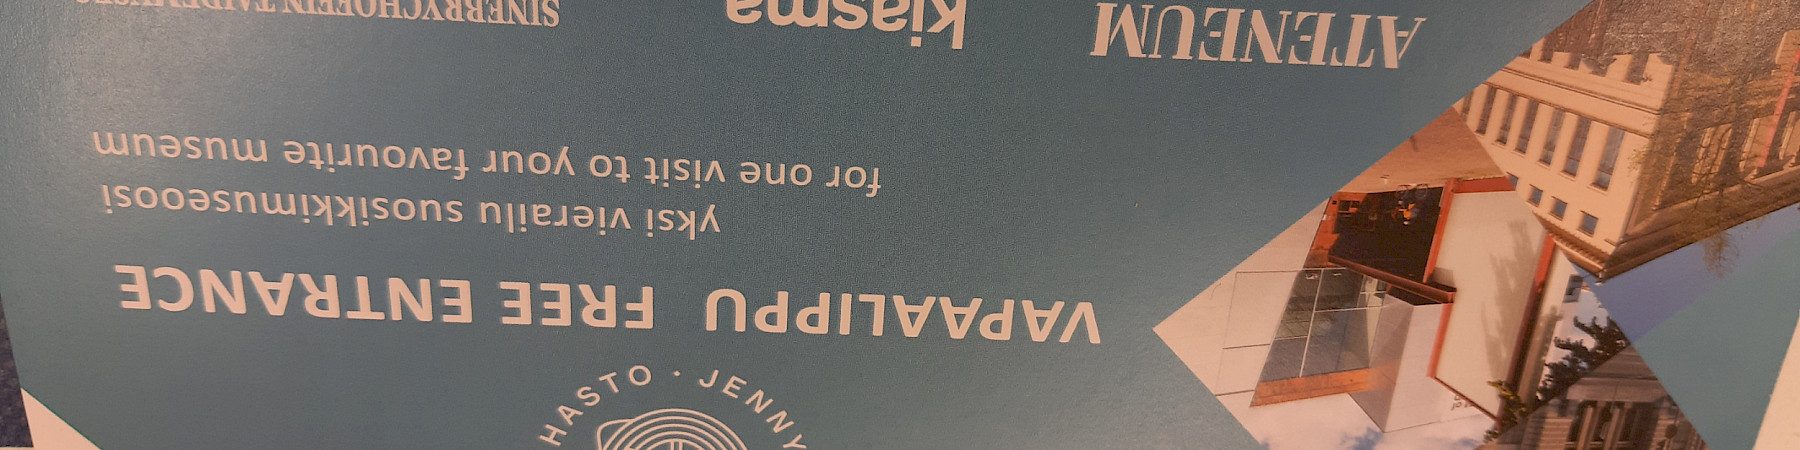 HASTO · JENNY
VAPAALIPPU FREE ENTRANCE
yksi vierailu suosikkimuseoosi
for one visit to your favourite museum
ATENEUM
kiasma
SINEBRYCHOFFIN TAIDEMUSEO